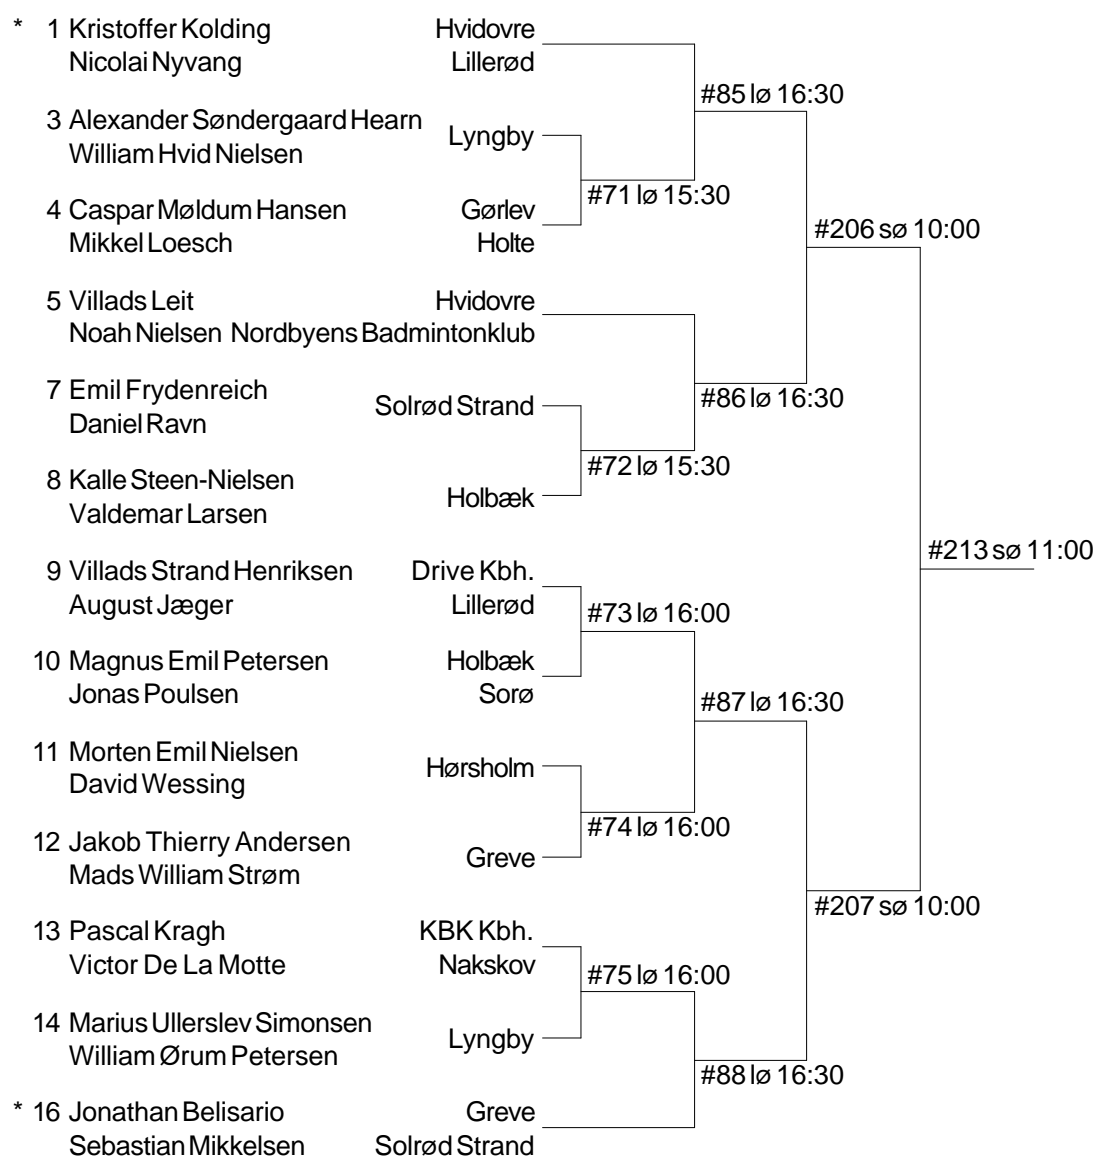 * 1 Kristoffer Kolding Hvidovre
Nicolai Nyvang Lillerød
#85 lø 16:30
3 Alexander Søndergaard Hearn Lyngby
William Hvid Nielsen
#71 lø 15:30
4 Caspar Møldum Hansen Gørlev
Mikkel Loesch Holte
#206 sø 10:00
5 Villads Leit Hvidovre
Noah Nielsen Nordbyens Badmintonklub
7 Emil Frydenreich Solrød Strand
Daniel Ravn
#86 lø 16:30
#72 lø 15:30
8 Kalle Steen-Nielsen Holbæk
Valdemar Larsen
#213 sø 11:00
9 Villads Strand Henriksen Drive Kbh.
August Jæger Lillerød
#73 lø 16:00
10 Magnus Emil Petersen Holbæk
Jonas Poulsen Sorø
#87 lø 16:30
11 Morten Emil Nielsen Hørsholm
David Wessing
#74 lø 16:00
12 Jakob Thierry Andersen Greve
Mads William Strøm
#207 sø 10:00
13 Pascal Kragh KBK Kbh.
Victor De La Motte Nakskov
#75 lø 16:00
14 Marius Ullerslev Simonsen Lyngby
William Ørum Petersen
#88 lø 16:30
* 16 Jonathan Belisario Greve
Sebastian Mikkelsen Solrød Strand